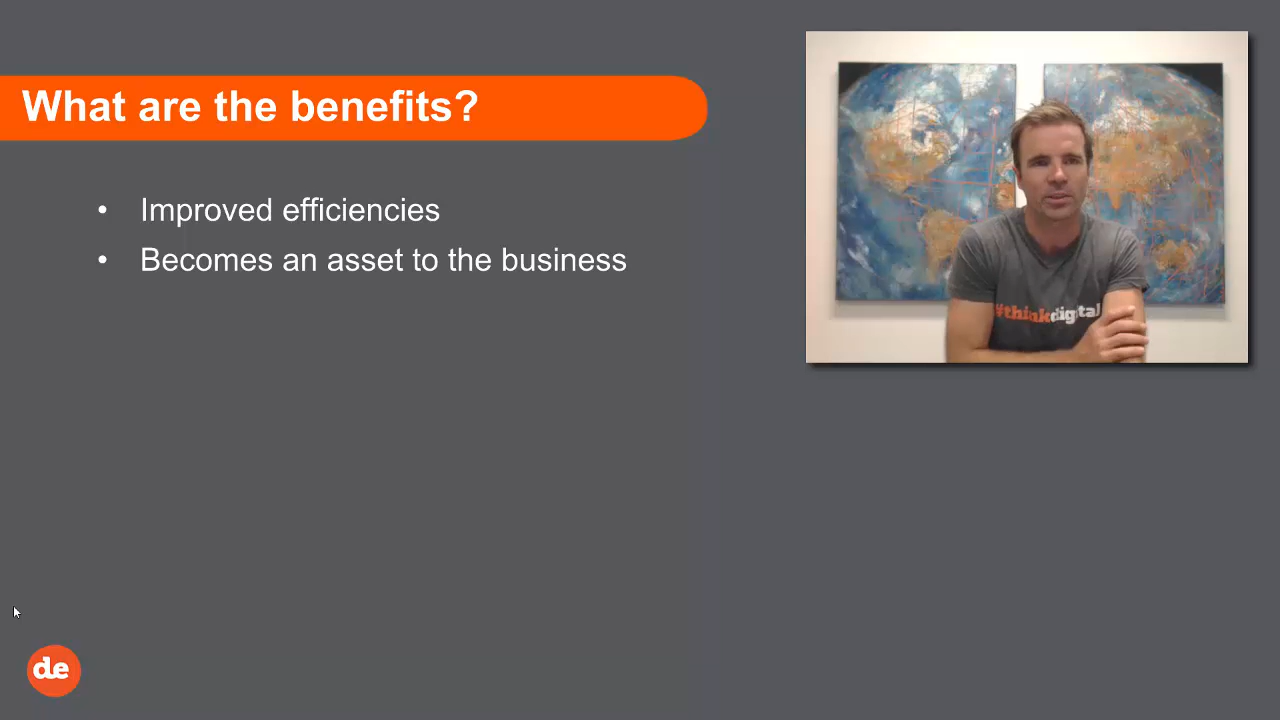 What are the benefits?
• Improved efficiencies
• Becomes an asset to the business
#thinkdigital
de